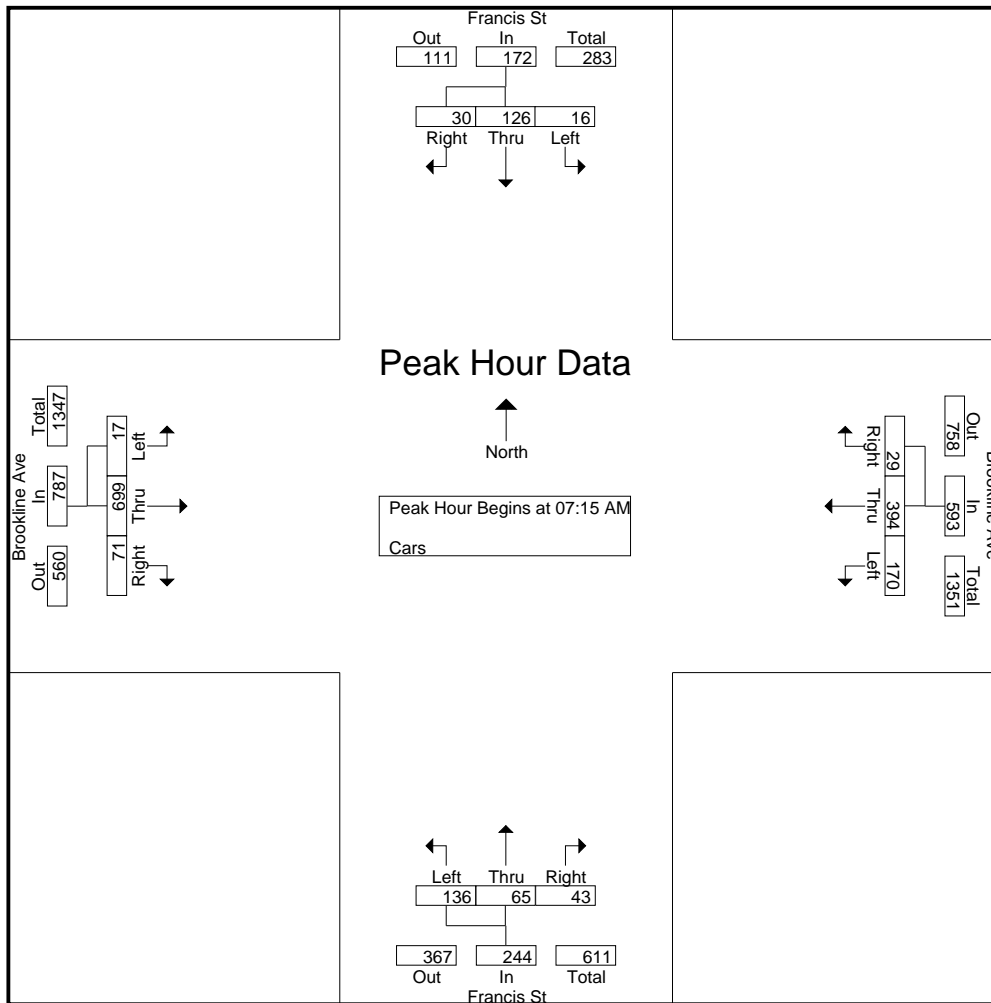 Francis St
Out In Total
111 172 283
30 126 16
Right Thru Left
Peak Hour Data
North
Peak Hour Begins at 07:15 AM
Cars
Brookline Ave
Out In Total
560 787 1347
71 699 17
Right Thru Left
Right Thru Left
29 394 170
Out In Total
758 593 1351
Brookline Ave
Left Thru Right
136 65 43
367 244 611
Out In Total
Francis St